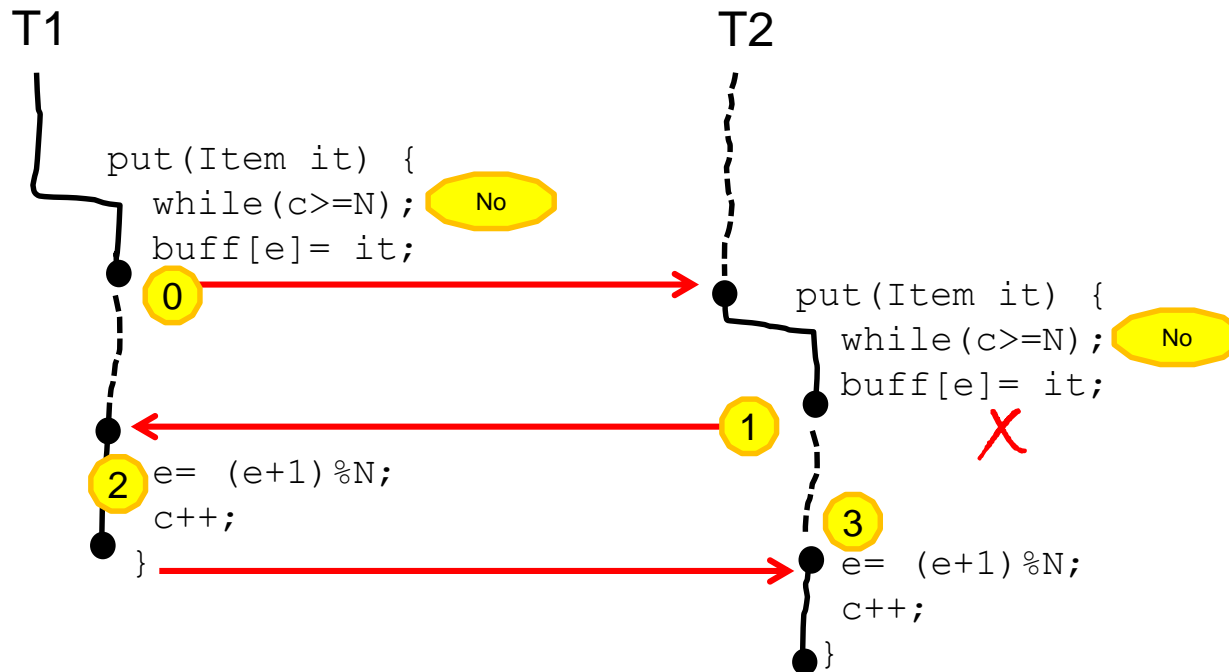 T1
T2
put(Item it) {
while(c>=N); No
buff[e]= it;
0
put(Item it) {
while(c>=N); No
buff[e]= it;
1
X
2 e= (e+1)%N;
c++;
}
3
e= (e+1)%N;
c++;
}